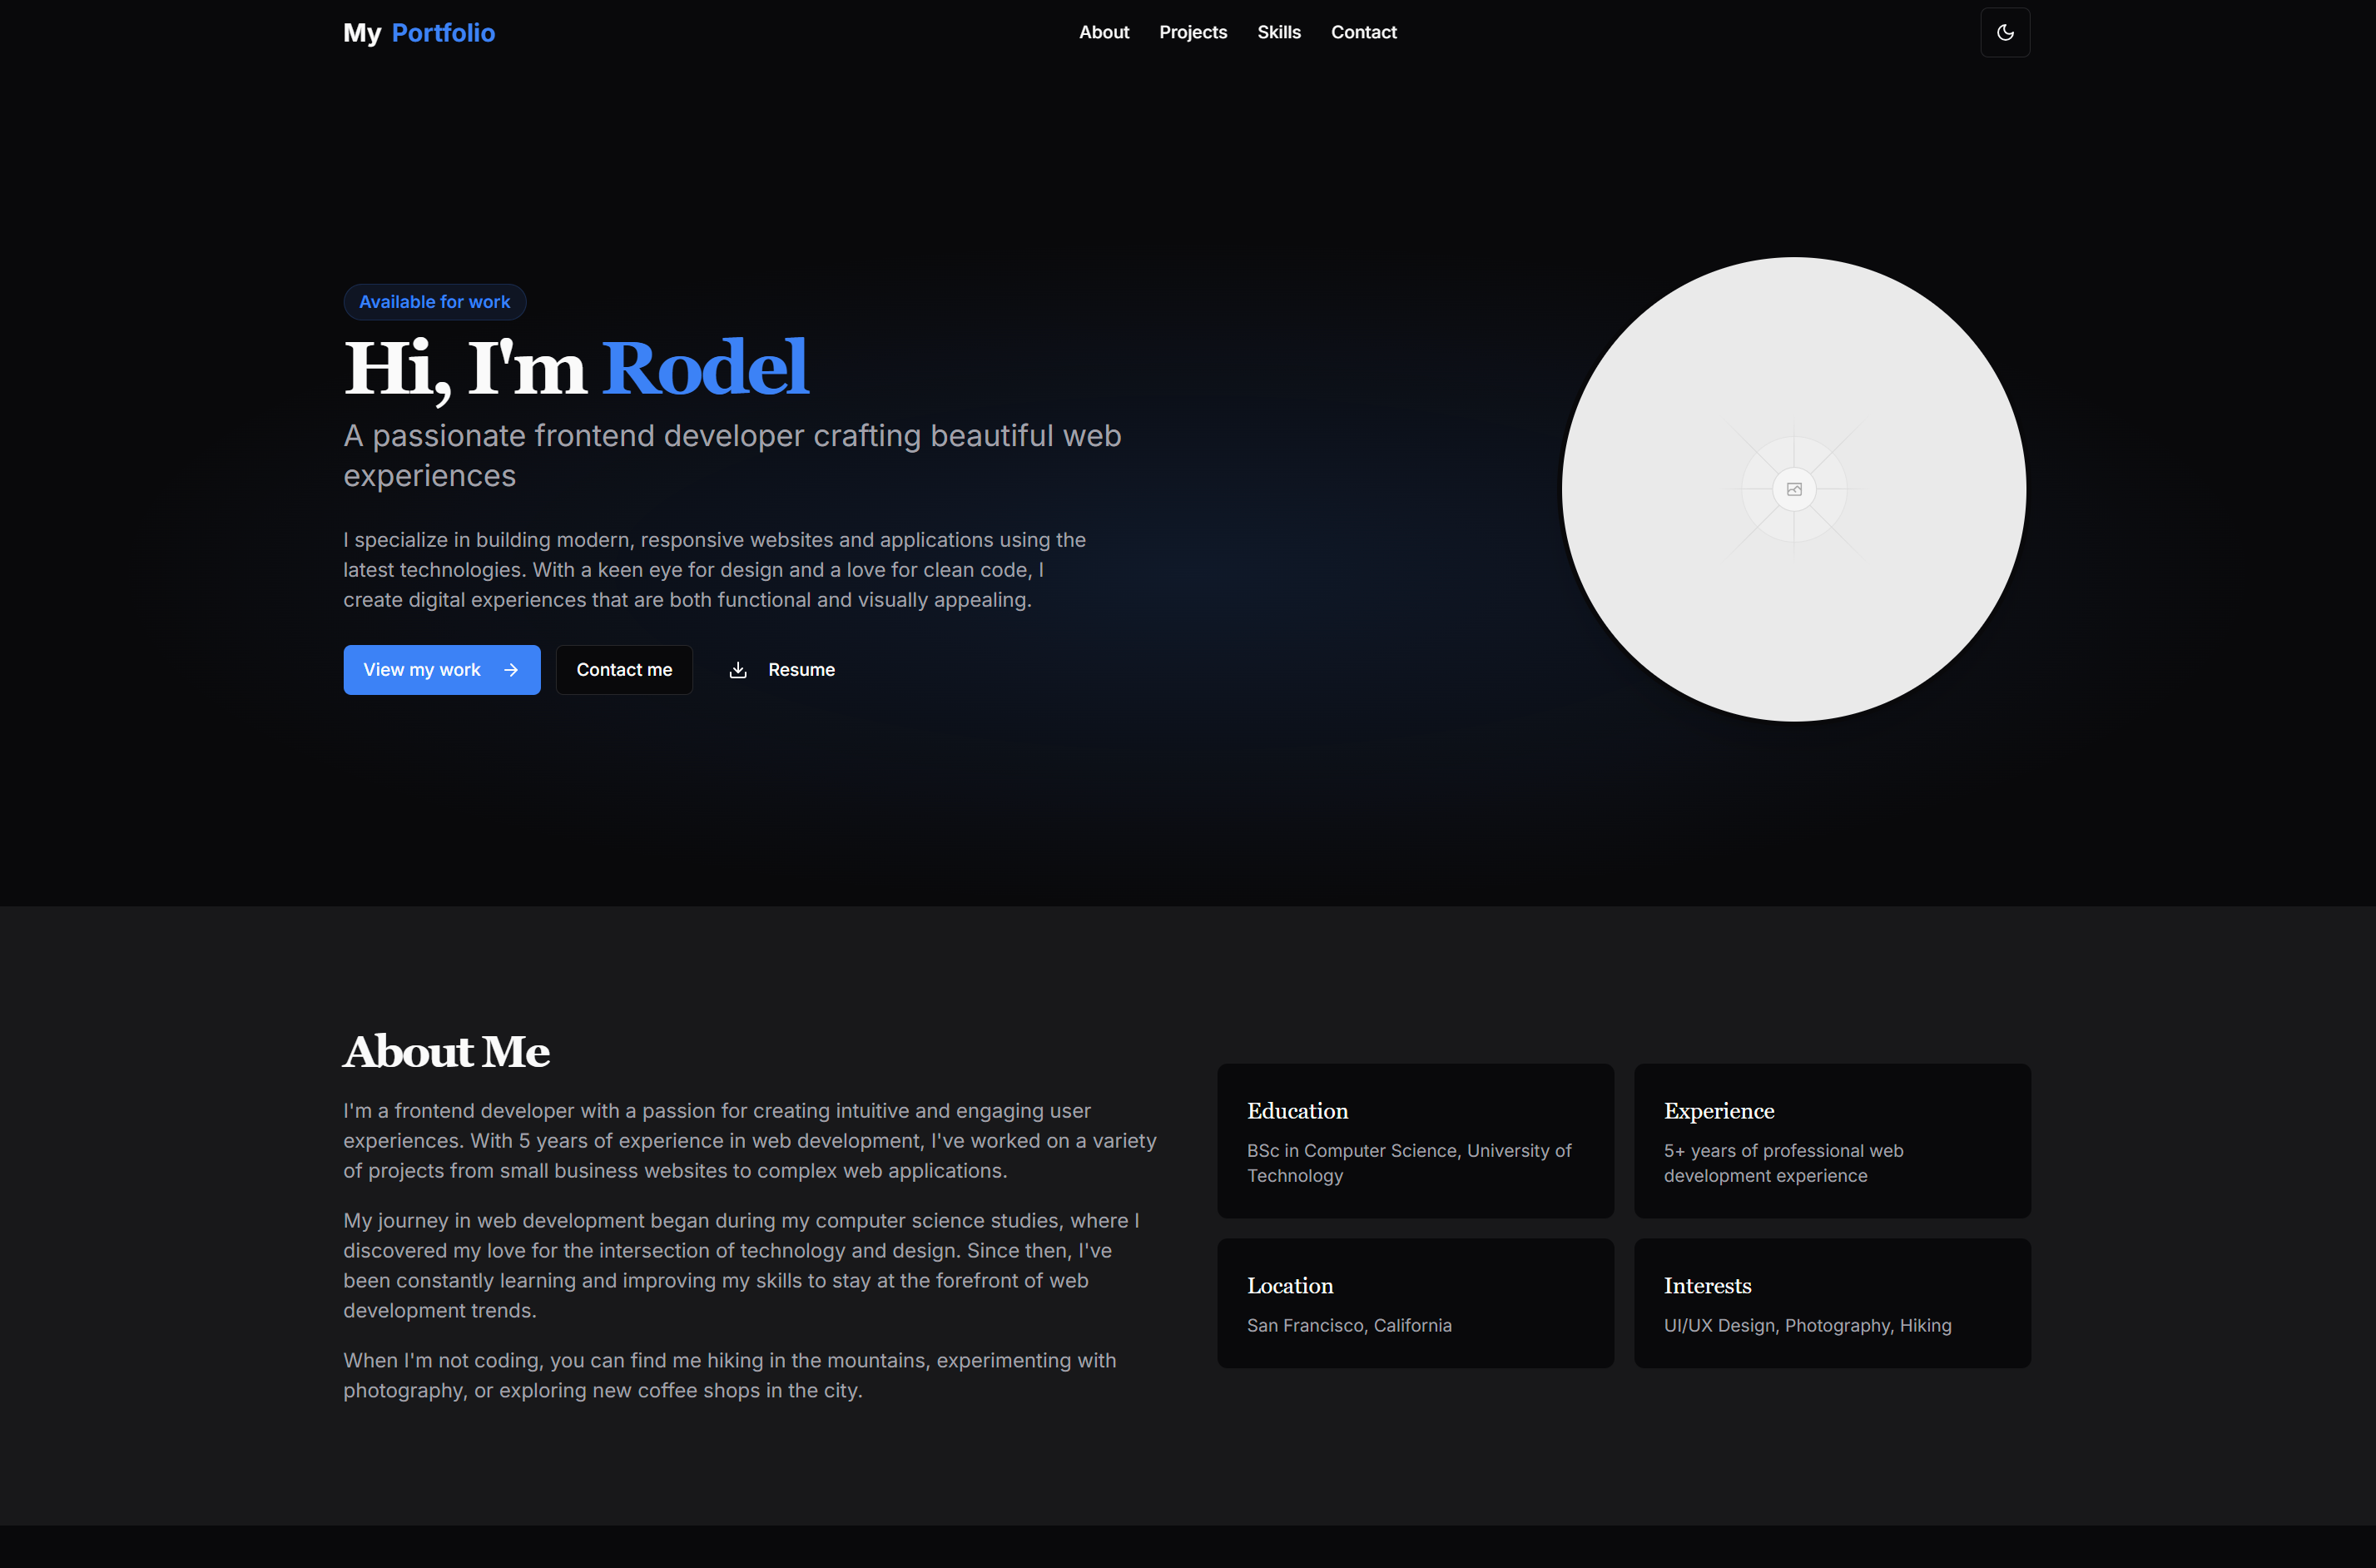 My Portfolio
About Projects Skills Contact
Available for work
Hi, I'm Rodel
A passionate frontend developer crafting beautiful web
experiences
I specialize in building modern, responsive websites and applications using the
latest technologies. With a keen eye for design and a love for clean code, I
create digital experiences that are both functional and visually appealing.
View my work
Contact me
Resume
About Me
I'm a frontend developer with a passion for creating intuitive and engaging user
experiences. With 5 years of experience in web development, I've worked on a variety
of projects from small business websites to complex web applications.
My journey in web development began during my computer science studies, where I
discovered my love for the intersection of technology and design. Since then, I've
been constantly learning and improving my skills to stay at the forefront of web
development trends.
When I'm not coding, you can find me hiking in the mountains, experimenting with
photography, or exploring new coffee shops in the city.
Education
BSc in Computer Science, University of
Technology
Experience
5+ years of professional web
development experience
Location
San Francisco, California
Interests
UI/UX Design, Photography, Hiking